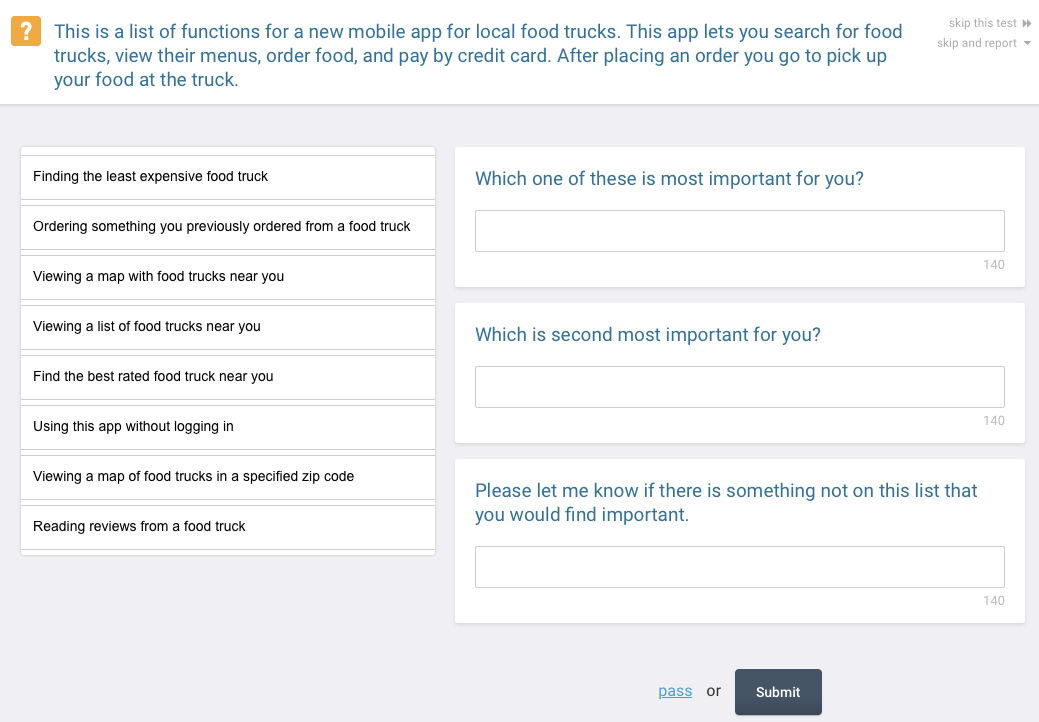 ?
This is a list of functions for a new mobile app for local food trucks. This app lets you search for food
trucks, view their menus, order food, and pay by credit card. After placing an order you go to pick up
your food at the truck.
skip this test
skip and report
Finding the least expensive food truck
Ordering something you previously ordered from a food truck
Viewing a map with food trucks near you
Viewing a list of food trucks near you
Find the best rated food truck near you
Using this app without logging in
Viewing a map of food trucks in a specified zip code
Reading reviews from a food truck
Which one of these is most important for you?
140
Which is second most important for you?
140
Please let me know if there is something not on this list that
you would find important.
140
pass or Submit